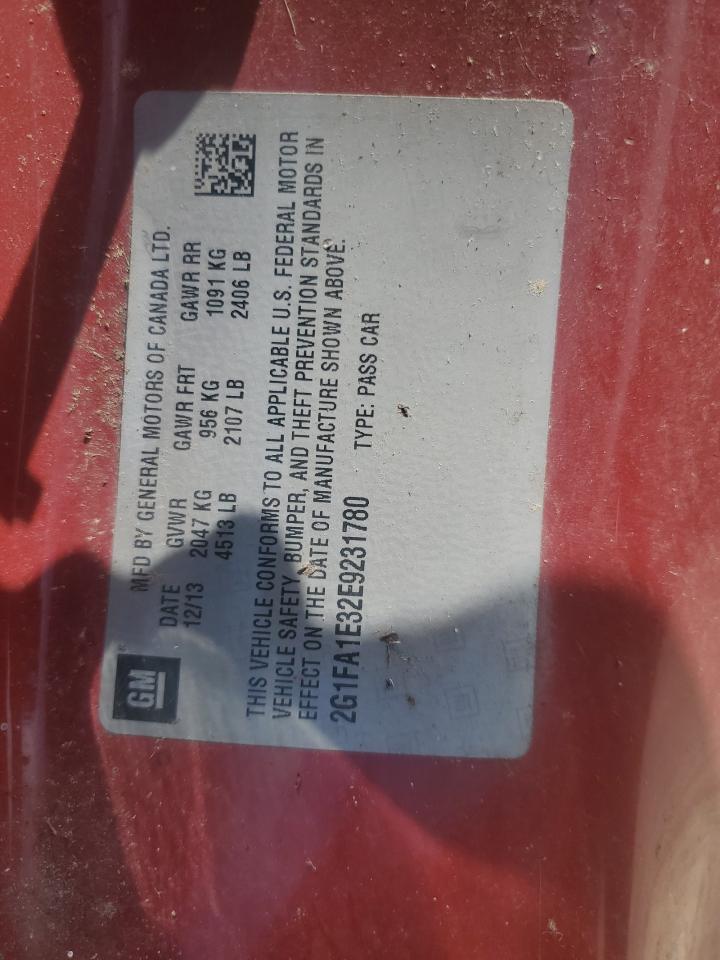 GM
MFD BY GENERAL MOTORS OF CANADA LTD.
DATE GVWR GAWR FRT GAWR RR
12/13 2047 KG 956 KG 1091 KG
4513 LB 2107 LB 2406 LB
THIS VEHICLE CONFORMS TO ALL APPLICABLE U.S. FEDERAL MOTOR
VEHICLE SAFETY, BUMPER, AND THEFT PREVENTION STANDARDS IN
EFFECT ON THE DATE OF MANUFACTURE SHOWN ABOVE.
2G1FA1E32E9231780 TYPE: PASS CAR